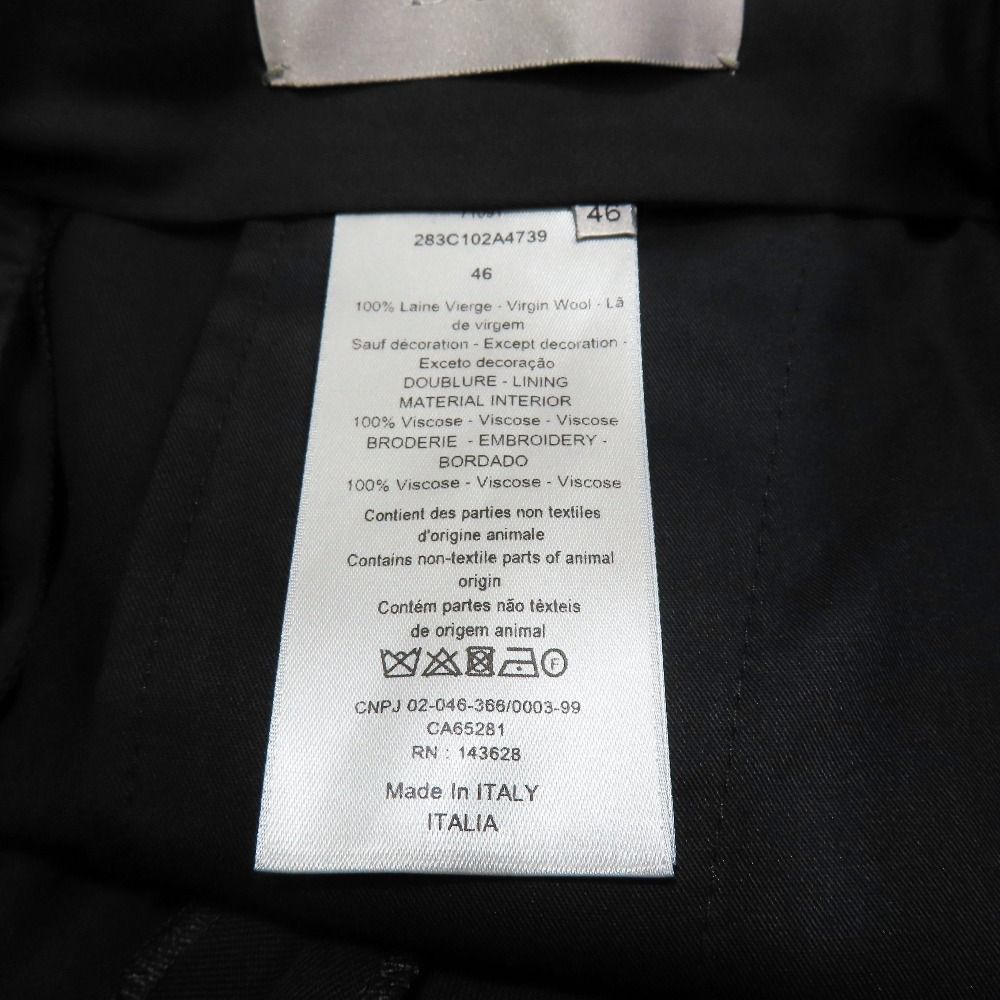 46
283C102A4739
46
100% Laine Vierge - Virgin Wool - Lã
de virgem
Sauf décoration - Except decoration -
Exceto decoração
DOUBLURE - LINING
MATERIAL INTERIOR
100% Viscose - Viscose - Viscose
BRODERIE - EMBROIDERY -
BORDADO
100% Viscose - Viscose - Viscose
Contient des parties non textiles
d'origine animale
Contains non-textile parts of animal
origin
Contém partes não têxteis
de origem animal
F
CNPJ 02-046-366/0003-99
CA65281
RN : 143628
Made In ITALY
ITALIA